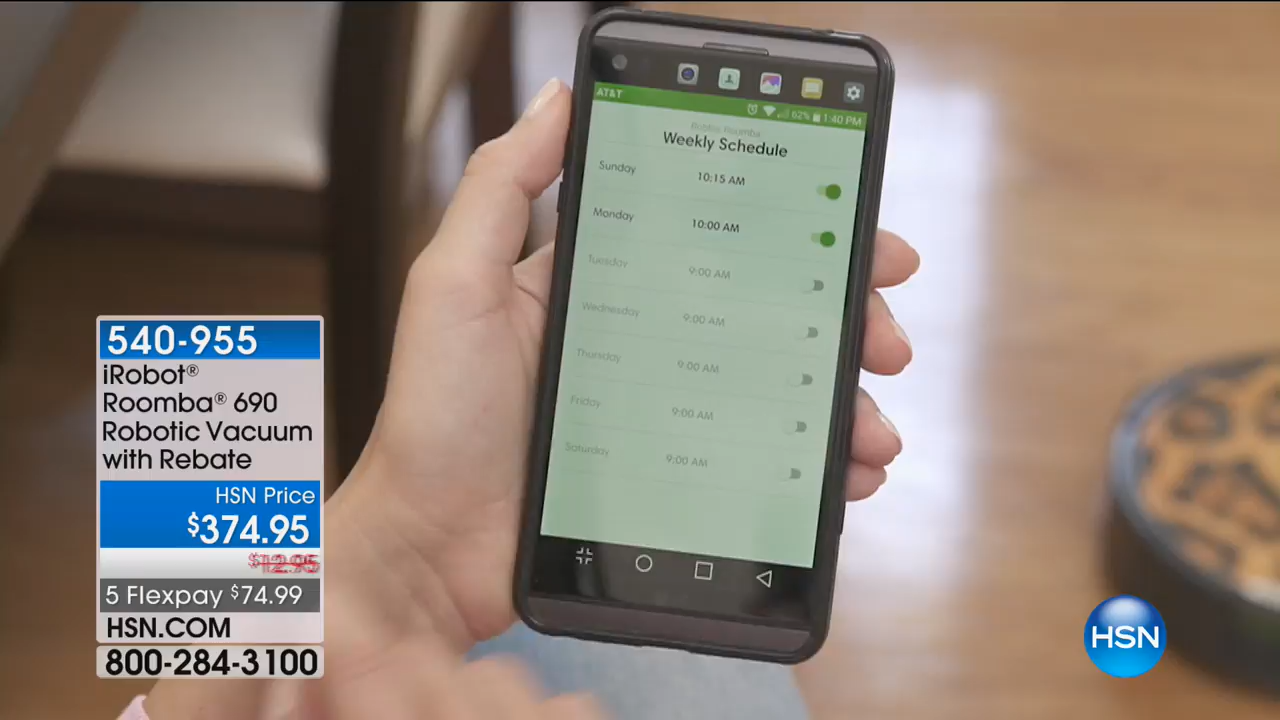 540-955
iRobot®
Roomba® 690
Robotic Vacuum
with Rebate
HSN Price
$374.95
$12.95
5 Flexpay $74.99
HSN.COM
800-284-3100
AT&T
62% 1:40 PM
Weekly Schedule
Sunday 10:15 AM
Monday 10:00 AM
Tuesday 9:00 AM
Wednesday 9:00 AM
Thursday 9:00 AM
Friday 9:00 AM
Saturday 9:00 AM
HSN